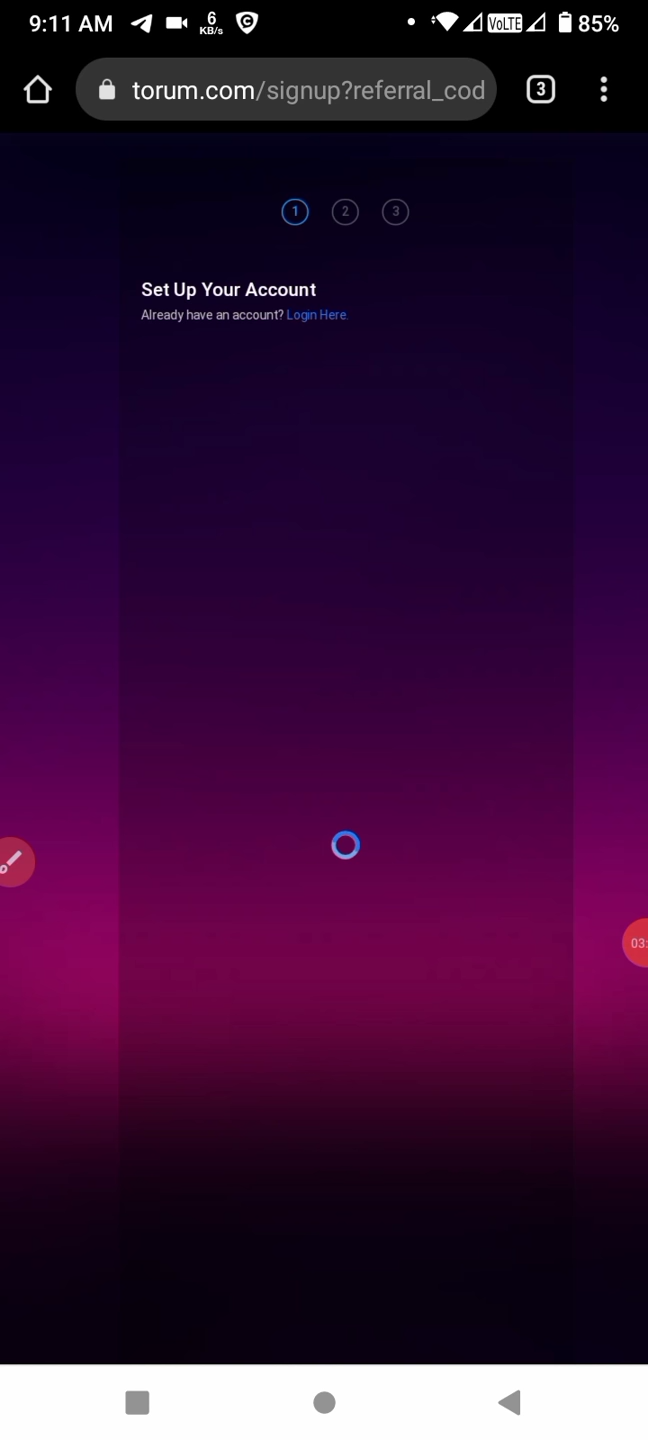 9:11 AM 6 KB/s VoLTE 85%
torum.com/signup?referral_cod 3
1 2 3
Set Up Your Account
Already have an account? Login Here.
03: